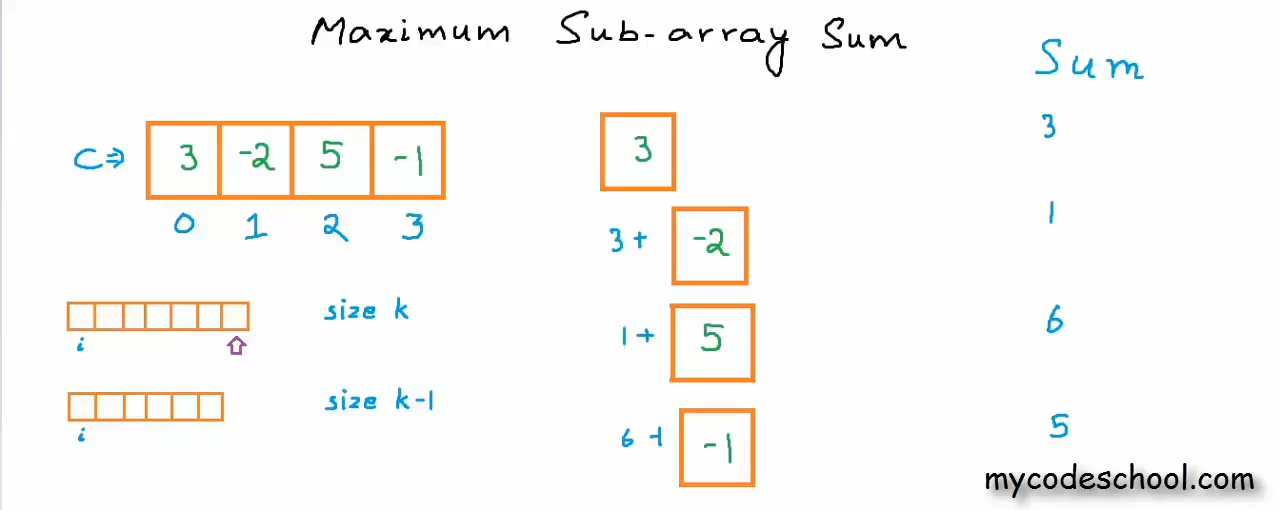 Maximum Sub-array Sum
Sum
C⇒ 3 -2 5 -1
0 1 2 3
3
3
3 + -2
1
1 + 5
6
6 + -1
5
size k
i
size k-1
i
mycodeschool.com